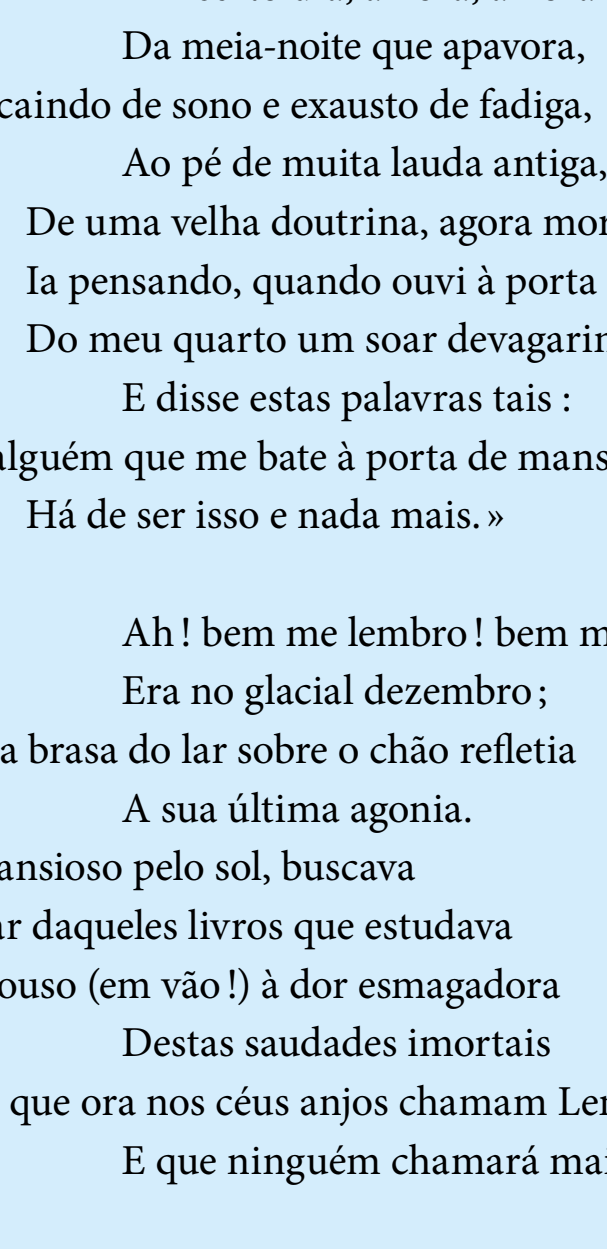 Da meia-noite que apavora,
caindo de sono e exausto de fadiga,
Ao pé de muita lauda antiga,
De uma velha doutrina, agora
Ia pensando, quando ouvi à porta
Do meu quarto um soar
E disse estas palavras tais :
alguém que me bate à porta de
Há de ser isso e nada mais. »
Ah ! bem me lembro ! bem
Era no glacial dezembro ;
a brasa do lar sobre o chão refletia
A sua última agonia.
ansioso pelo sol, buscava
daqueles livros que estudava
(em vão !) à dor esmagadora
Destas saudades imortais
que ora nos céus anjos chamam
E que ninguém chamará